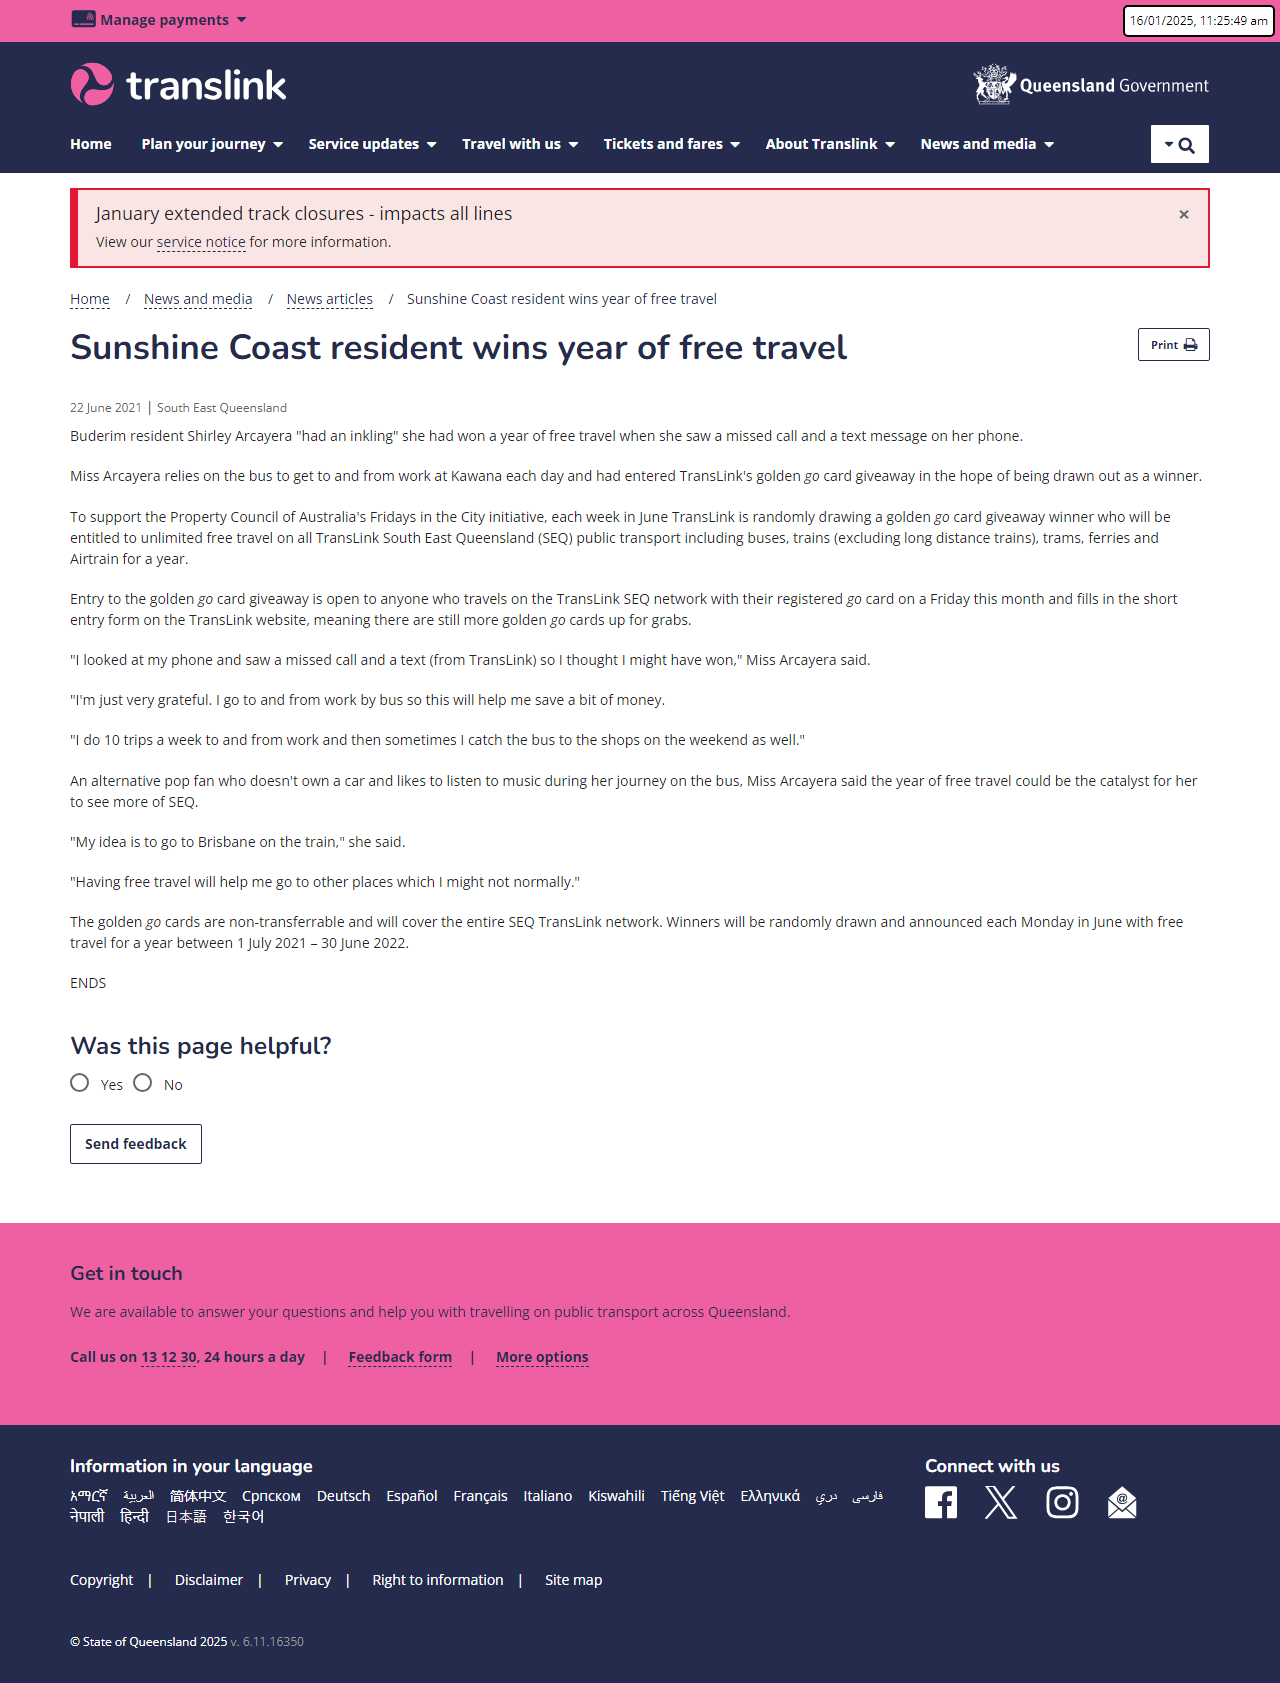 Manage payments
16/01/2025, 11:25:49 am
translink
Queensland Government
Home Plan your journey Service updates Travel with us Tickets and fares About Translink News and media
January extended track closures - impacts all lines ×
View our service notice for more information.
Home / News and media / News articles / Sunshine Coast resident wins year of free travel
Sunshine Coast resident wins year of free travel
Print
22 June 2021 | South East Queensland
Buderim resident Shirley Arcayera "had an inkling" she had won a year of free travel when she saw a missed call and a text message on her phone.
Miss Arcayera relies on the bus to get to and from work at Kawana each day and had entered TransLink's golden go card giveaway in the hope of being drawn out as a winner.
To support the Property Council of Australia's Fridays in the City initiative, each week in June TransLink is randomly drawing a golden go card giveaway winner who will be
entitled to unlimited free travel on all TransLink South East Queensland (SEQ) public transport including buses, trains (excluding long distance trains), trams, ferries and
Airtrain for a year.
Entry to the golden go card giveaway is open to anyone who travels on the TransLink SEQ network with their registered go card on a Friday this month and fills in the short
entry form on the TransLink website, meaning there are still more golden go cards up for grabs.
"I looked at my phone and saw a missed call and a text (from TransLink) so I thought I might have won," Miss Arcayera said.
"I'm just very grateful. I go to and from work by bus so this will help me save a bit of money.
"I do 10 trips a week to and from work and then sometimes I catch the bus to the shops on the weekend as well."
An alternative pop fan who doesn't own a car and likes to listen to music during her journey on the bus, Miss Arcayera said the year of free travel could be the catalyst for her
to see more of SEQ.
"My idea is to go to Brisbane on the train," she said.
"Having free travel will help me go to other places which I might not normally."
The golden go cards are non-transferrable and will cover the entire SEQ TransLink network. Winners will be randomly drawn and announced each Monday in June with free
travel for a year between 1 July 2021 – 30 June 2022.
ENDS
Was this page helpful?
Yes No
Send feedback
Get in touch
We are available to answer your questions and help you with travelling on public transport across Queensland.
Call us on 13 12 30, 24 hours a day | Feedback form | More options
Information in your language
አማርኛ العربية 简体中文 Српском Deutsch Español Français Italiano Kiswahili Tiếng Việt Ελληνικά دري فارسی
नेपाली हिन्दी 日本語 한국어
Connect with us
Copyright | Disclaimer | Privacy | Right to information | Site map
© State of Queensland 2025 v. 6.11.16350